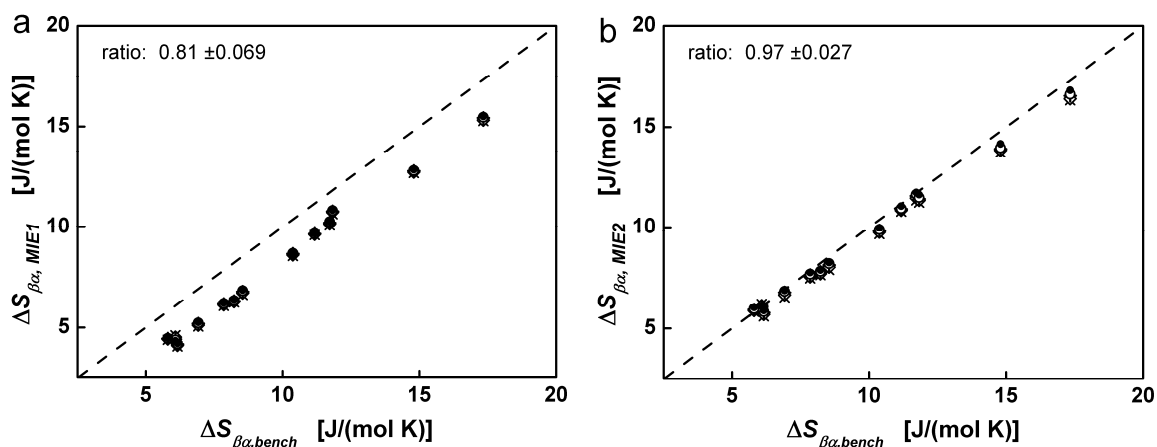 a
ratio: 0.81 ±0.069
20
15
10
5
5
10
15
20
ΔSβα, MIE1 [J/(mol K)]
ΔSβα,bench [J/(mol K)]
b
ratio: 0.97 ±0.027
20
15
10
5
5
10
15
20
ΔSβα, MIE2 [J/(mol K)]
ΔSβα,bench [J/(mol K)]